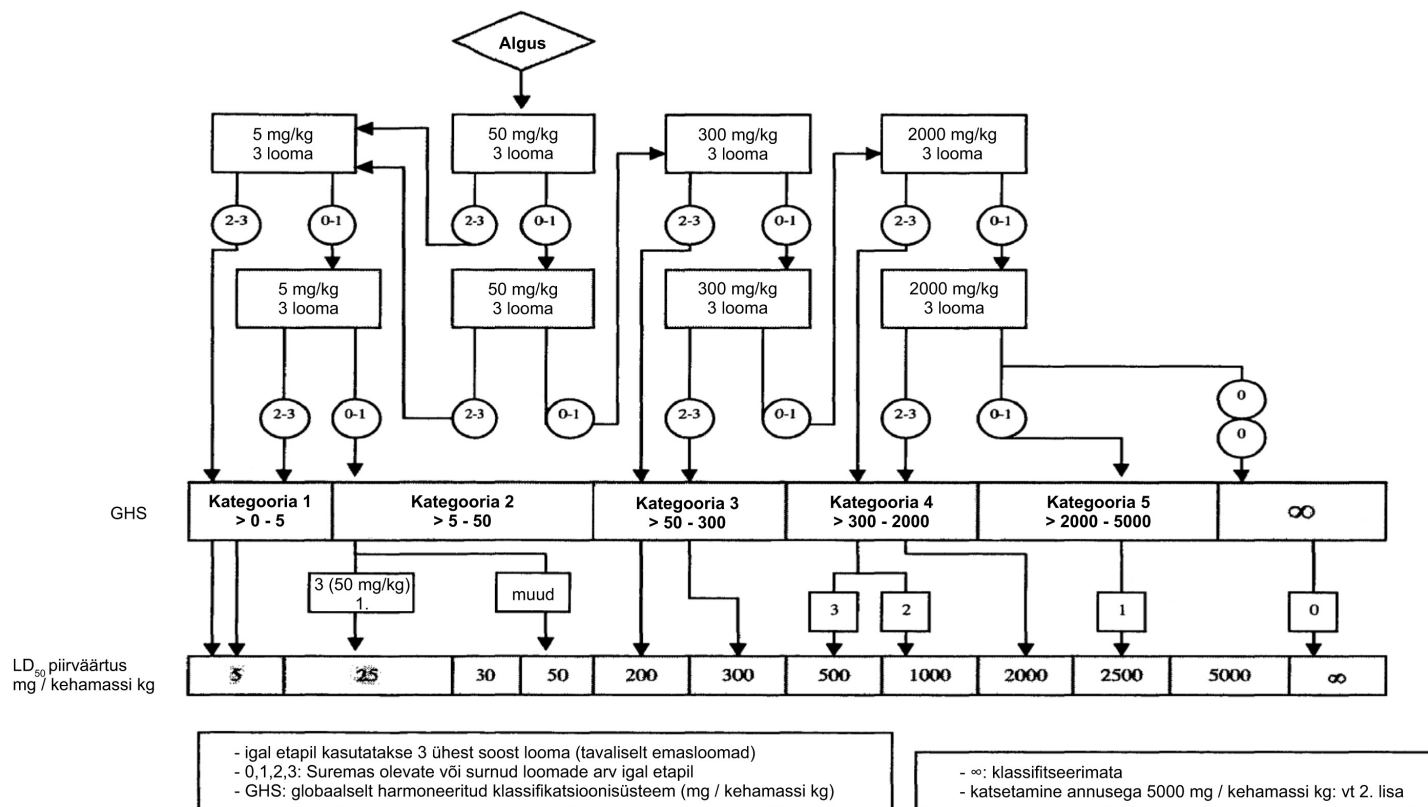 Algus
5 mg/kg
3 looma
50 mg/kg
3 looma
300 mg/kg
3 looma
2000 mg/kg
3 looma
2-3
0-1
2-3
0-1
2-3
0-1
2-3
0-1
5 mg/kg
3 looma
50 mg/kg
3 looma
300 mg/kg
3 looma
2000 mg/kg
3 looma
2-3
0-1
2-3
0-1
2-3
0-1
2-3
0-1
0
0
GHS
Kategooria 1
> 0 - 5
Kategooria 2
> 5 - 50
Kategooria 3
> 50 - 300
Kategooria 4
> 300 - 2000
Kategooria 5
> 2000 - 5000
∞
3 (50 mg/kg)
1.
muud
3
2
1
0
LD50 piirväärtus
mg / kehamassi kg
5
25
30
50
200
300
500
1000
2000
2500
5000
∞
- igal etapil kasutatakse 3 ühest soost looma (tavaliselt emasloomad)
- 0,1,2,3: Suremas olevate või surnud loomade arv igal etapil
- GHS: globaalselt harmoneeritud klassifikatsioonisüsteem (mg / kehamassi kg)
- ∞: klassifitseerimata
- katsetamine annusega 5000 mg / kehamassi kg: vt 2. lisa